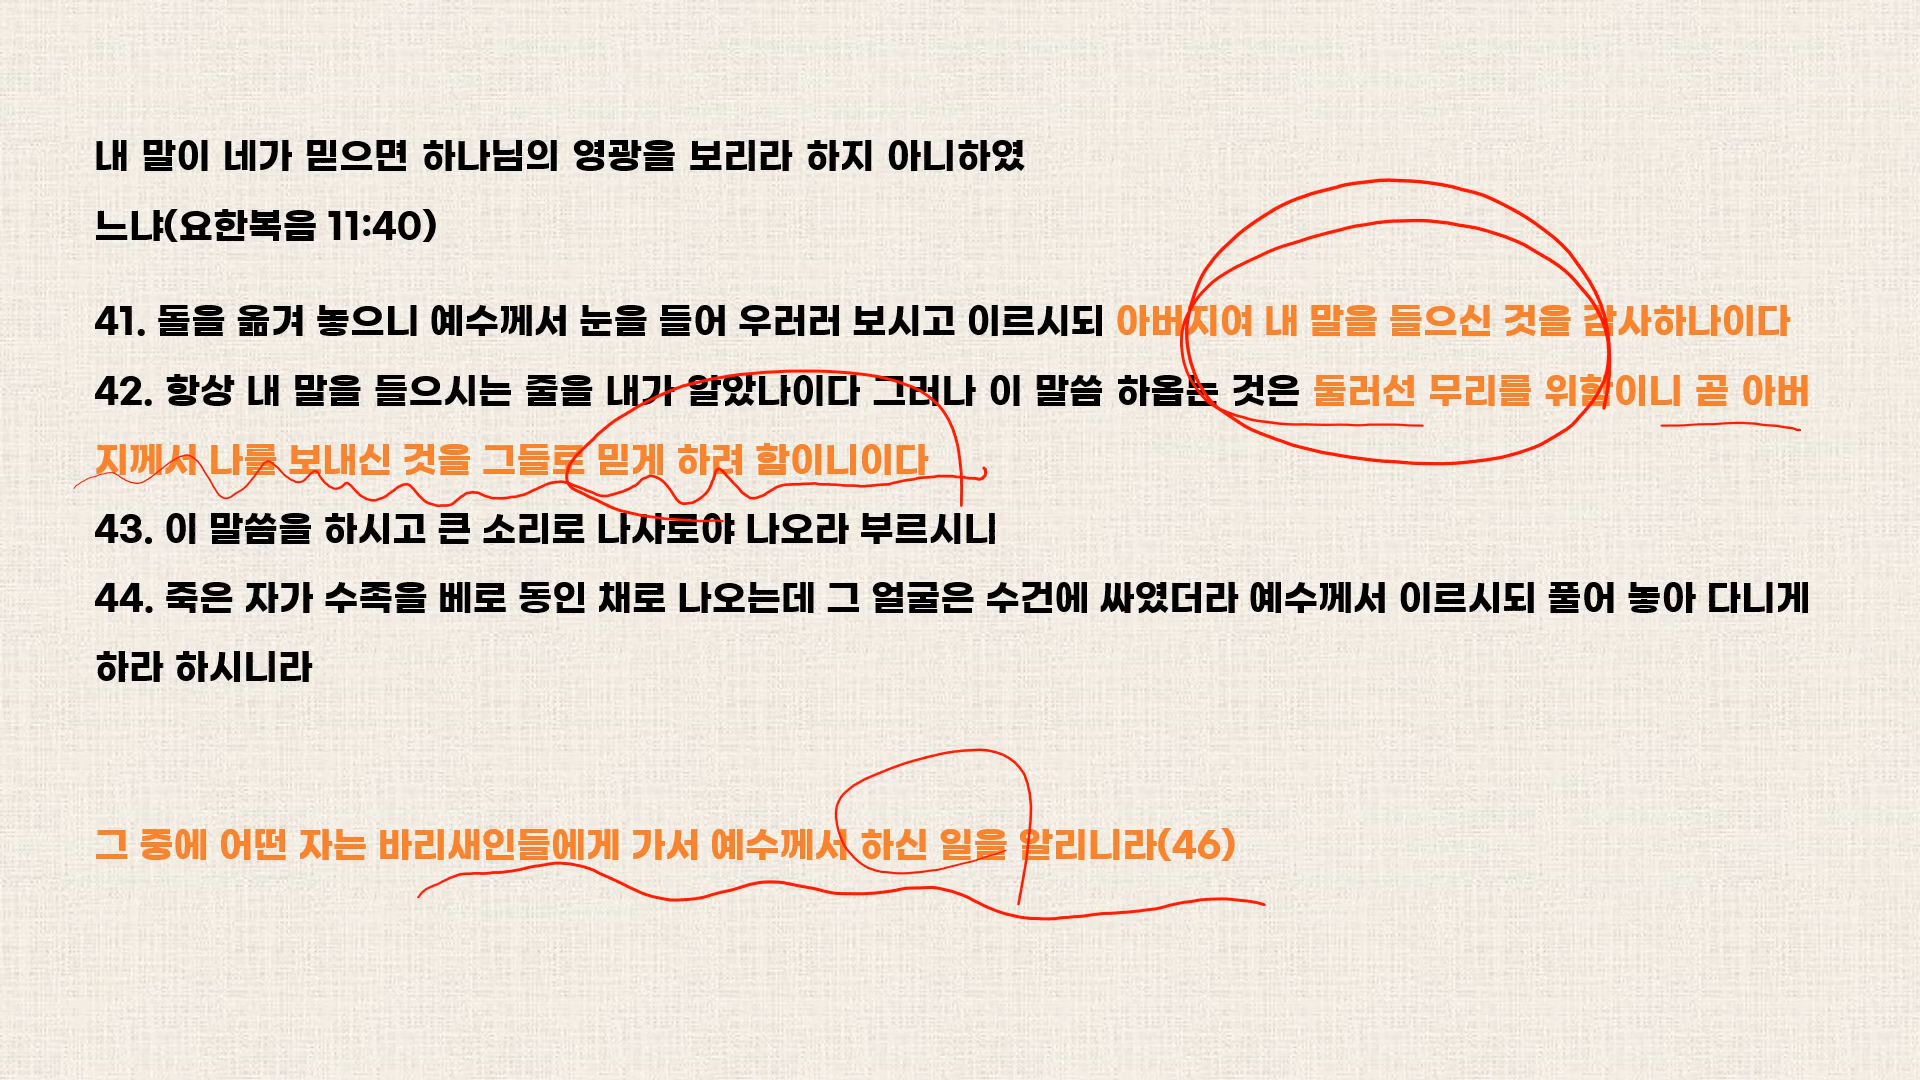 내 말이 네가 믿으면 하나님의 영광을 보리라 하지 아니하였
느냐(요한복음 11:40)
41. 돌을 옮겨 놓으니 예수께서 눈을 들어 우러러 보시고 이르시되 아버지여 내 말을 들으신 것을 감사하나이다
42. 항상 내 말을 들으시는 줄을 내가 알았나이다 그러나 이 말씀 하옵는 것은 둘러선 무리를 위함이니 곧 아버
지께서 나를 보내신 것을 그들로 믿게 하려 함이니이다
43. 이 말씀을 하시고 큰 소리로 나사로야 나오라 부르시니
44. 죽은 자가 수족을 베로 동인 채로 나오는데 그 얼굴은 수건에 싸였더라 예수께서 이르시되 풀어 놓아 다니게
하라 하시니라
그 중에 어떤 자는 바리새인들에게 가서 예수께서 하신 일을 알리니라(46)